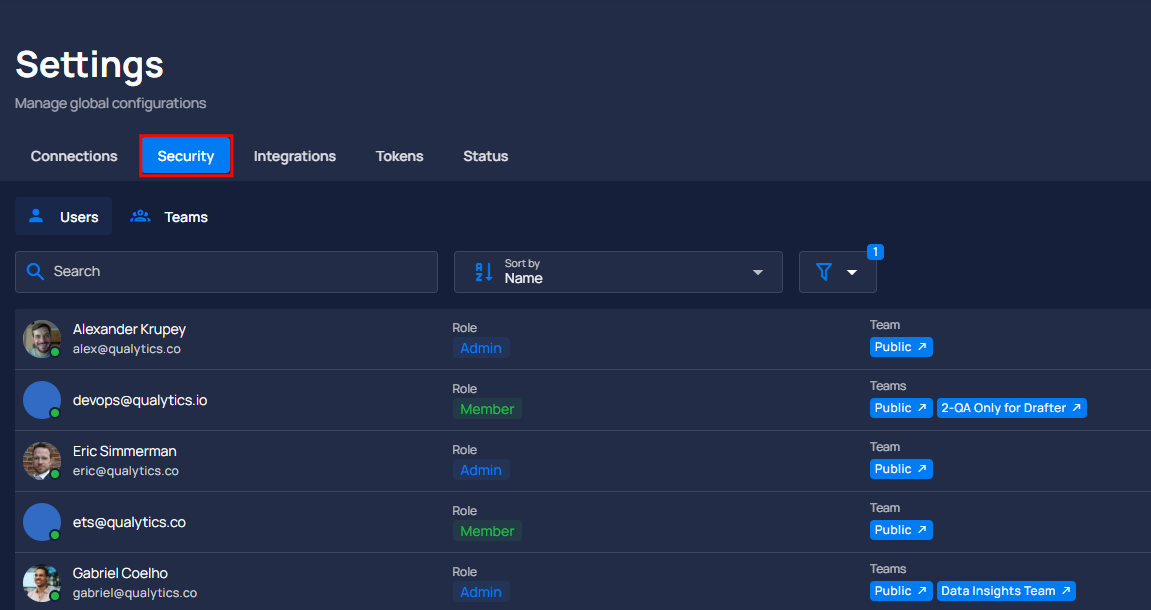 Settings
Manage global configurations
Connections Security Integrations Tokens Status
Users Teams
Search
Sort by
Name
1
Alexander Krupey
alex@qualytics.co
Role
Admin
Team
Public
devops@qualytics.io
Role
Member
Teams
Public 2-QA Only for Drafter
Eric Simmerman
eric@qualytics.co
Role
Admin
Team
Public
ets@qualytics.co
Role
Member
Team
Public
Gabriel Coelho
gabriel@qualytics.co
Role
Admin
Teams
Public Data Insights Team